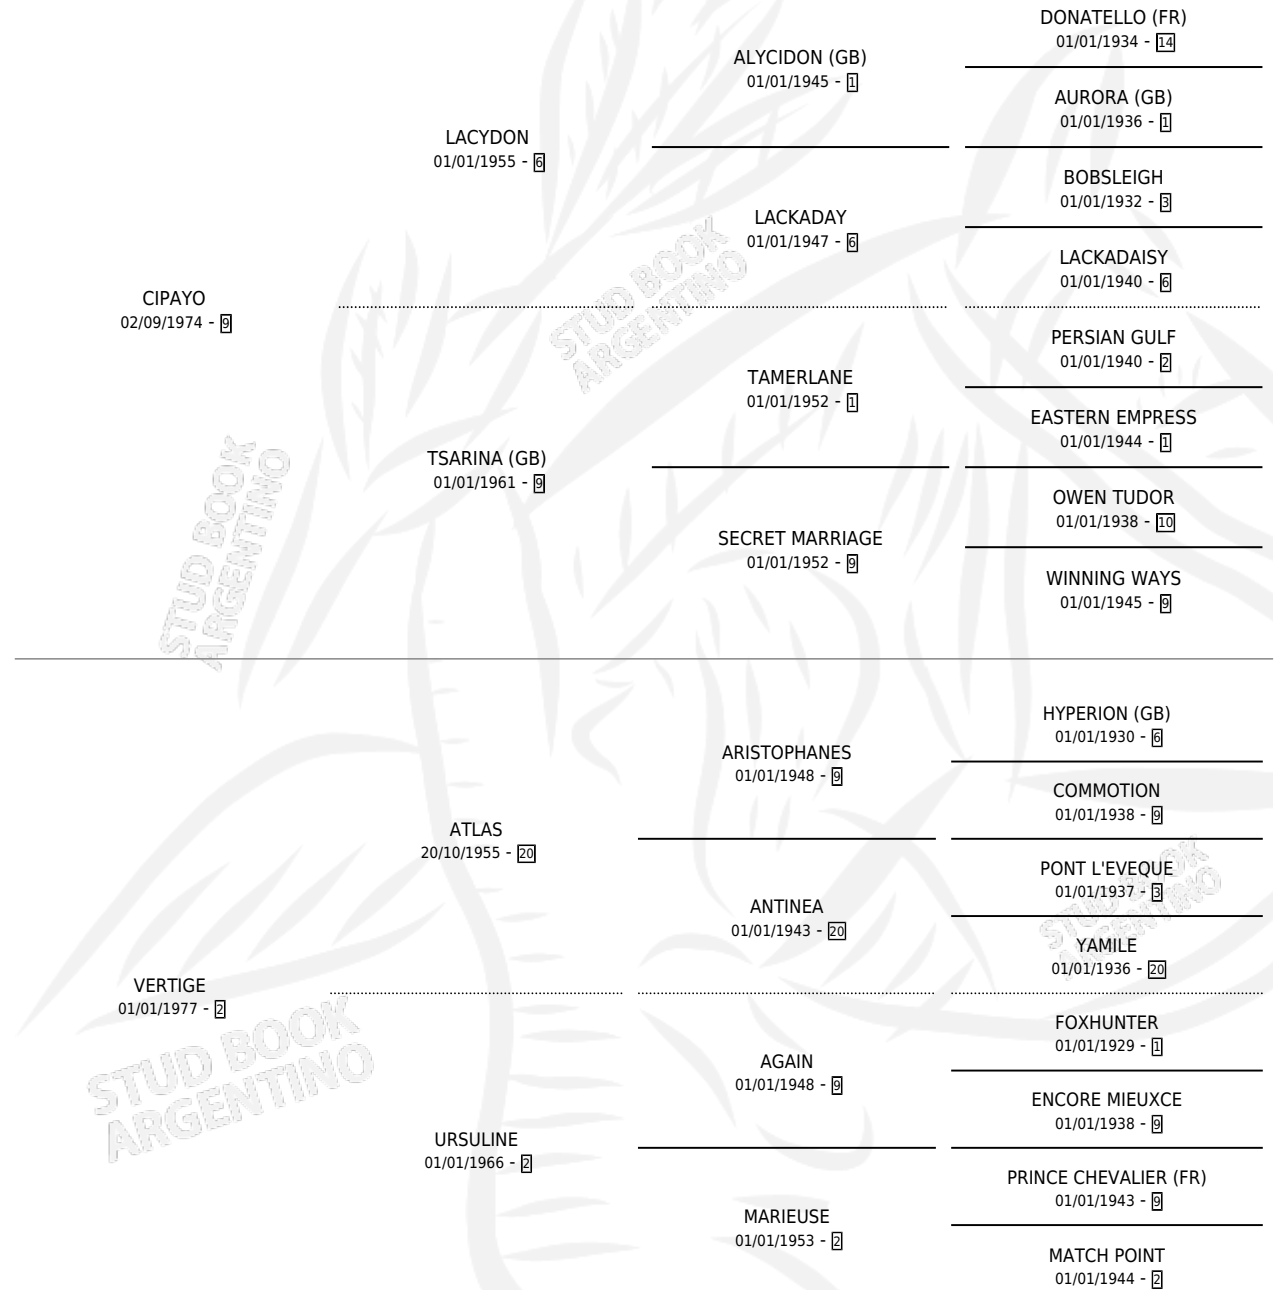 DONATELLO (FR)
01/01/1934 - 14
ALYCIDON (GB)
01/01/1945 - 1
AURORA (GB)
01/01/1936 - 1
LACYDON
01/01/1955 - 6
BOBSLEIGH
01/01/1932 - 3
LACKADAY
01/01/1947 - 6
LACKADAISY
01/01/1940 - 6
CIPAYO
02/09/1974 - 9
STUD BOOK
ARGENTINO
PERSIAN GULF
01/01/1940 - 2
TAMERLANE
01/01/1952 - 1
EASTERN EMPRESS
01/01/1944 - 1
TSARINA (GB)
01/01/1961 - 9
OWEN TUDOR
01/01/1938 - 10
SECRET MARRIAGE
01/01/1952 - 9
WINNING WAYS
01/01/1945 - 9
STUD BOOK
ARGENTINO
HYPERION (GB)
01/01/1930 - 6
ARISTOPHANES
01/01/1948 - 9
COMMOTION
01/01/1938 - 9
ATLAS
20/10/1955 - 20
PONT L'EVEQUE
01/01/1937 - 3
ANTINEA
01/01/1943 - 20
STUD BOOK
ARGENTINO
YAMILE
01/01/1936 - 20
VERTIGE
01/01/1977 - 2
FOXHUNTER
01/01/1929 - 1
STUD BOOK
ARGENTINO
AGAIN
01/01/1948 - 9
ENCORE MIEUXCE
01/01/1938 - 9
URSULINE
01/01/1966 - 2
PRINCE CHEVALIER (FR)
01/01/1943 - 9
MARIEUSE
01/01/1953 - 2
MATCH POINT
01/01/1944 - 2